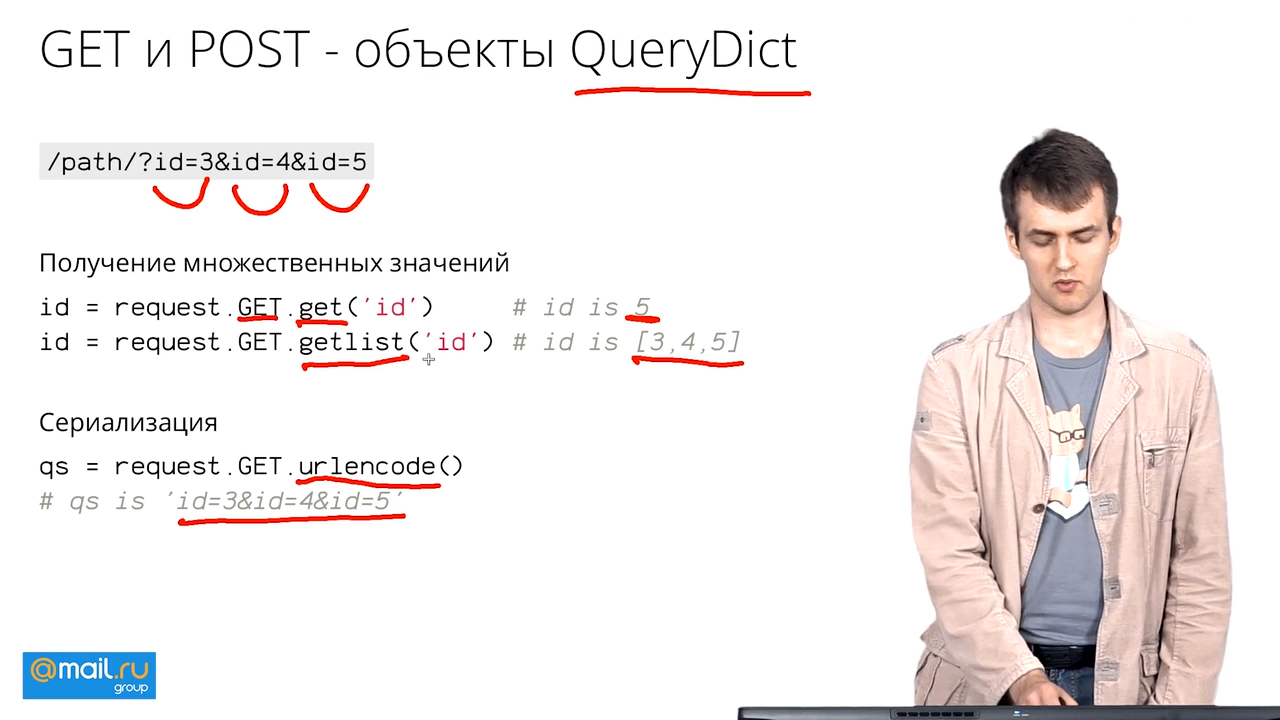 GET и POST - объекты QueryDict
/path/?id=3&id=4&id=5
Получение множественных значений
id = request.GET.get('id') # id is 5
id = request.GET.getlist('id') # id is [3,4,5]
Сериализация
qs = request.GET.urlencode()
# qs is 'id=3&id=4&id=5'
@mail.ru
group